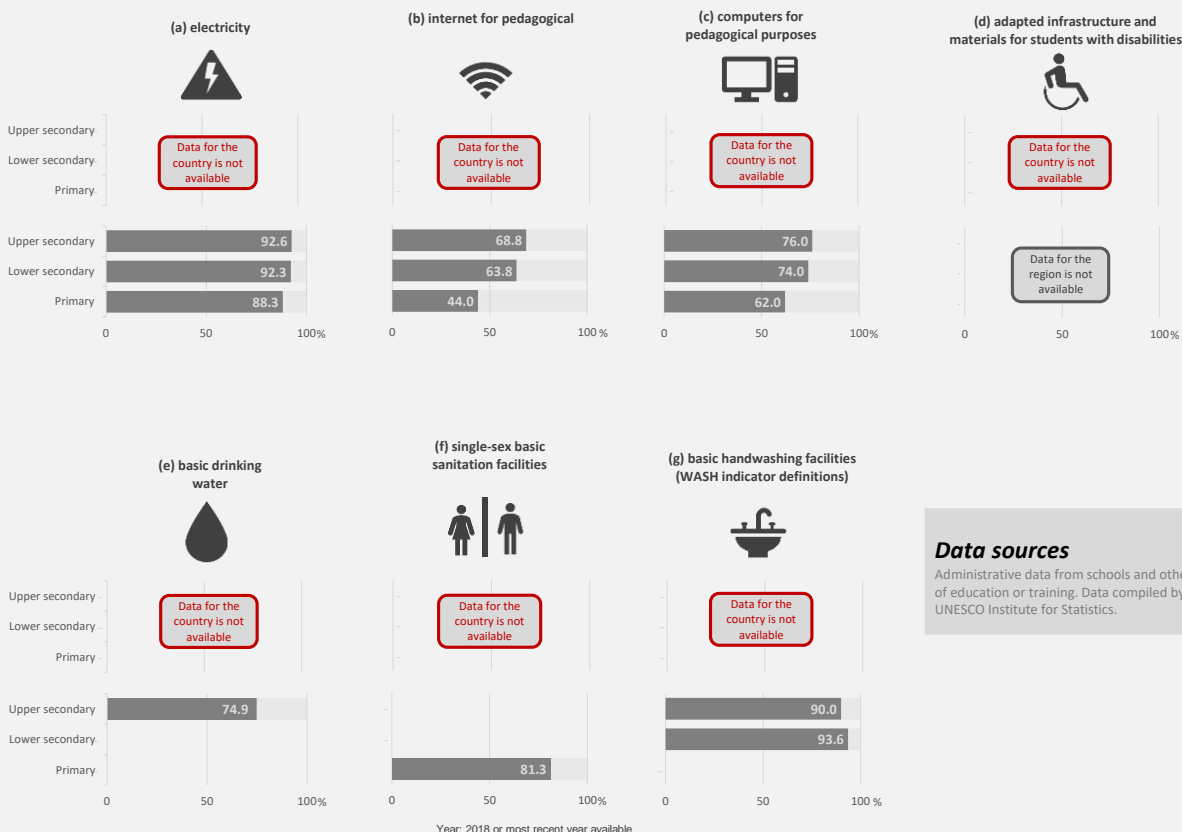 (a) electricity
(b) internet for pedagogical
(c) computers for
pedagogical purposes
(d) adapted infrastructure and
materials for students with disabilities
Upper secondary
Lower secondary
Primary
Data for the
country is not
available
Data for the
country is not
available
Data for the
country is not
available
Data for the
country is not
available
Upper secondary
Lower secondary
Primary
92.6
92.3
88.3
0 50 100%
68.8
63.8
44.0
0 50 100%
76.0
74.0
62.0
0 50 100%
Data for the
region is not
available
0 50 100%
(e) basic drinking
water
(f) single-sex basic
sanitation facilities
(g) basic handwashing facilities
(WASH indicator definitions)
Upper secondary
Lower secondary
Primary
Data for the
country is not
available
Data for the
country is not
available
Data for the
country is not
available
Upper secondary
Lower secondary
Primary
74.9
0 50 100%
81.3
0 50 100%
90.0
93.6
0 50 100 %
Data sources
Administrative data from schools and othe
of education or training. Data compiled by
UNESCO Institute for Statistics.
Year: 2018 or most recent year available